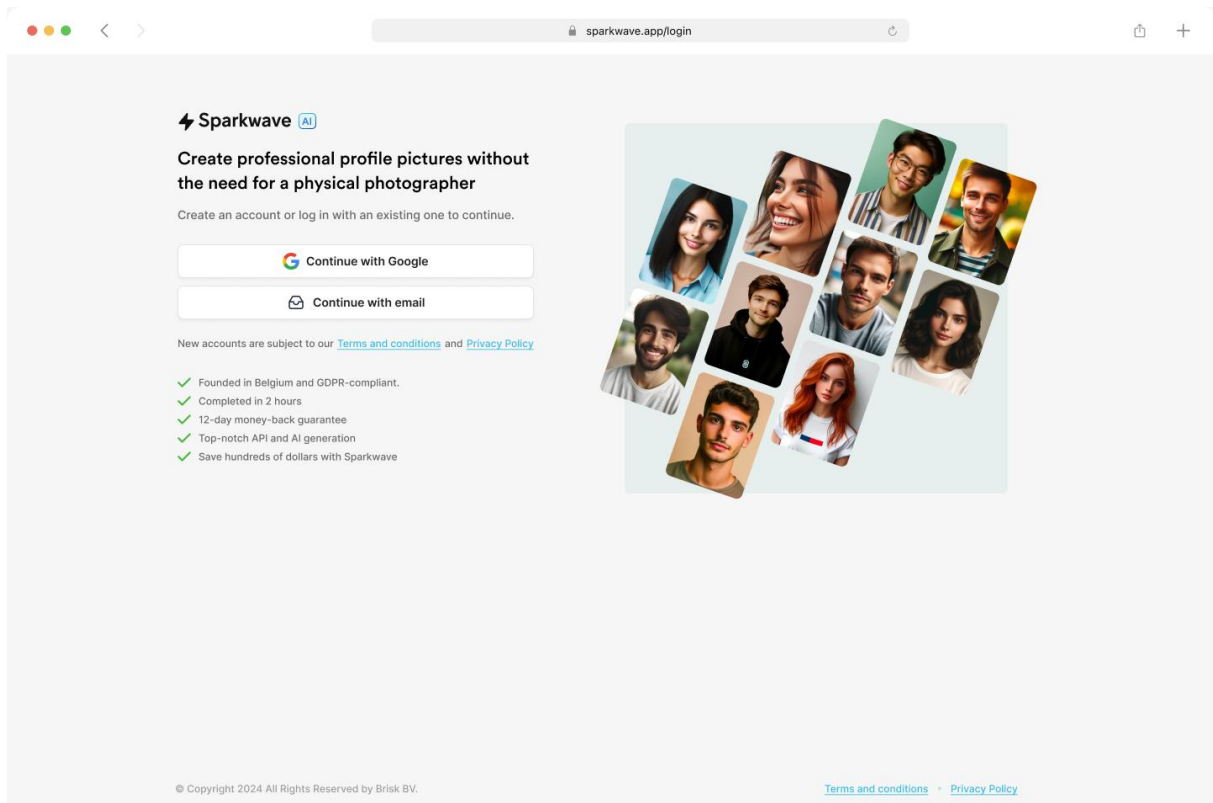 sparkwave.app/login
Sparkwave AI
Create professional profile pictures without
the need for a physical photographer
Create an account or log in with an existing one to continue.
Continue with Google
Continue with email
New accounts are subject to our Terms and conditions and Privacy Policy
Founded in Belgium and GDPR-compliant.
Completed in 2 hours
12-day money-back guarantee
Top-notch API and AI generation
Save hundreds of dollars with Sparkwave
© Copyright 2024 All Rights Reserved by Brisk BV.
Terms and conditions • Privacy Policy